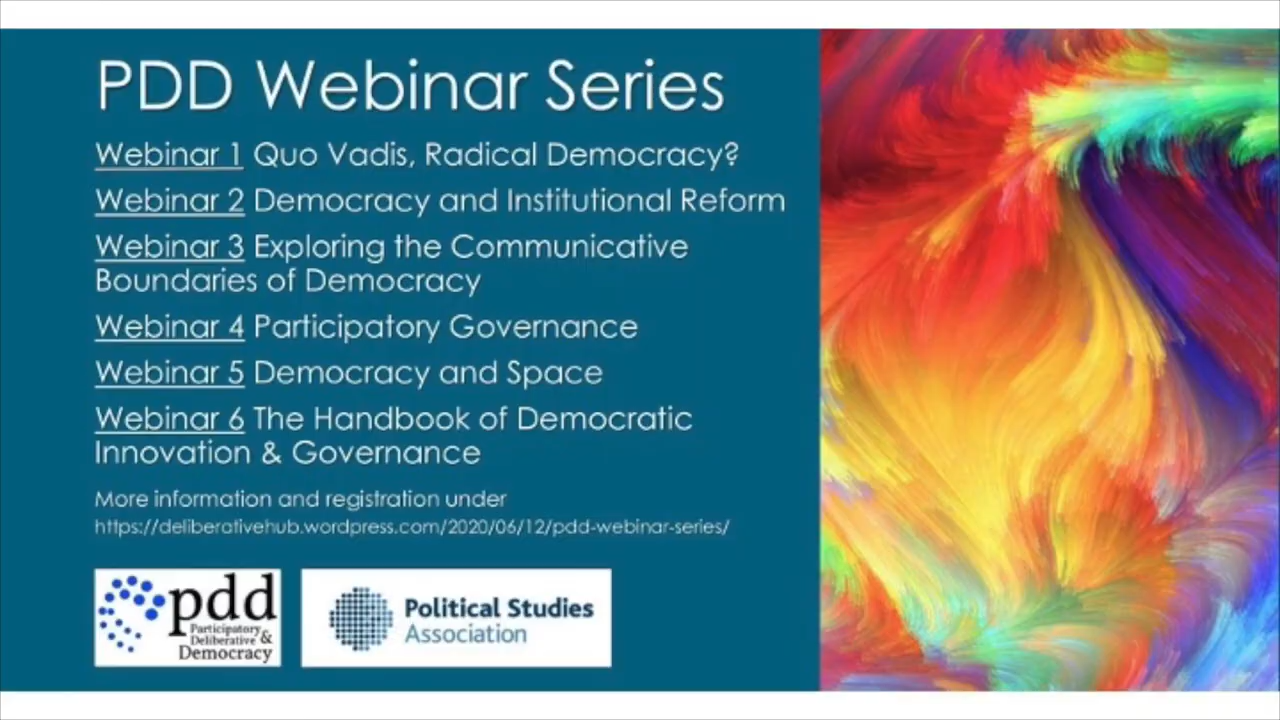 PDD Webinar Series
Webinar 1 Quo Vadis, Radical Democracy?
Webinar 2 Democracy and Institutional Reform
Webinar 3 Exploring the Communicative
Boundaries of Democracy
Webinar 4 Participatory Governance
Webinar 5 Democracy and Space
Webinar 6 The Handbook of Democratic
Innovation & Governance
More information and registration under
https://deliberativehub.wordpress.com/2020/06/12/pdd-webinar-series/
pdd
Participatory
Deliberative &
Democracy
Political Studies
Association